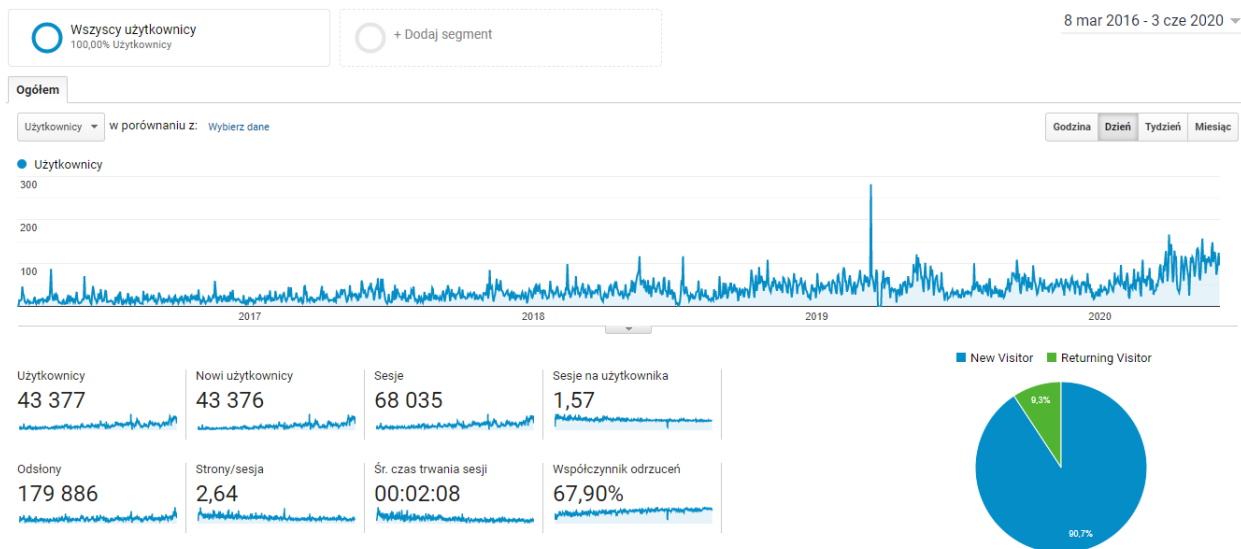 Wszyscy użytkownicy
100,00% Użytkownicy
+ Dodaj segment
8 mar 2016 - 3 cze 2020
Ogółem
Użytkownicy w porównaniu z: Wybierz dane
Godzina Dzień Tydzień Miesiąc
Użytkownicy
300
200
100
2017 2018 2019 2020
New Visitor Returning Visitor
Użytkownicy Nowi użytkownicy Sesje Sesje na użytkownika
43 377 43 376 68 035 1,57
9,3%
Odsłony Strony/sesja Śr. czas trwania sesji Współczynnik odrzuceń
179 886 2,64 00:02:08 67,90%
90,7%